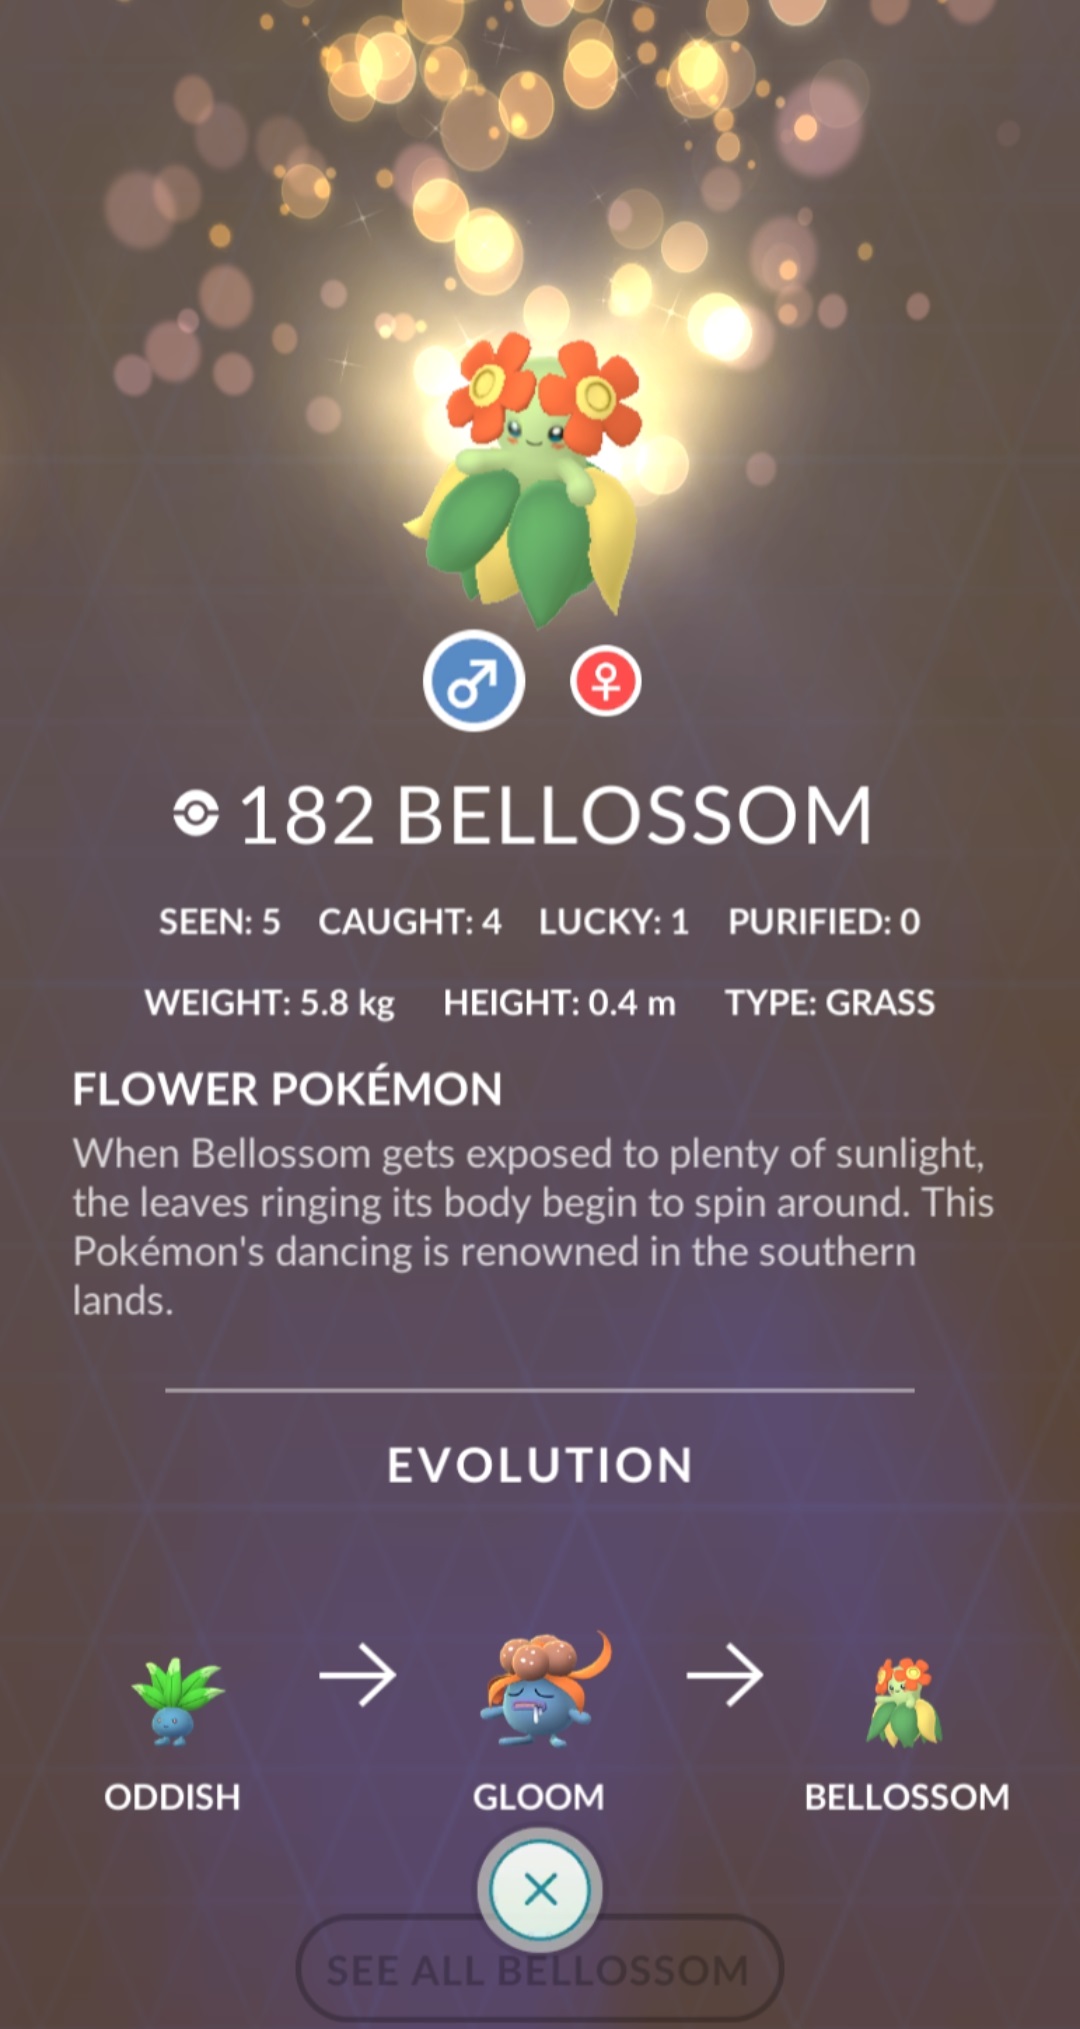 182 BELLOSSOM
SEEN: 5 CAUGHT: 4 LUCKY: 1 PURIFIED: 0
WEIGHT: 5.8 kg HEIGHT: 0.4 m TYPE: GRASS
FLOWER POKÉMON
When Bellossom gets exposed to plenty of sunlight,
the leaves ringing its body begin to spin around. This
Pokémon's dancing is renowned in the southern
lands.
EVOLUTION
ODDISH GLOOM BELLOSSOM
SEE ALL BELLOSSOM